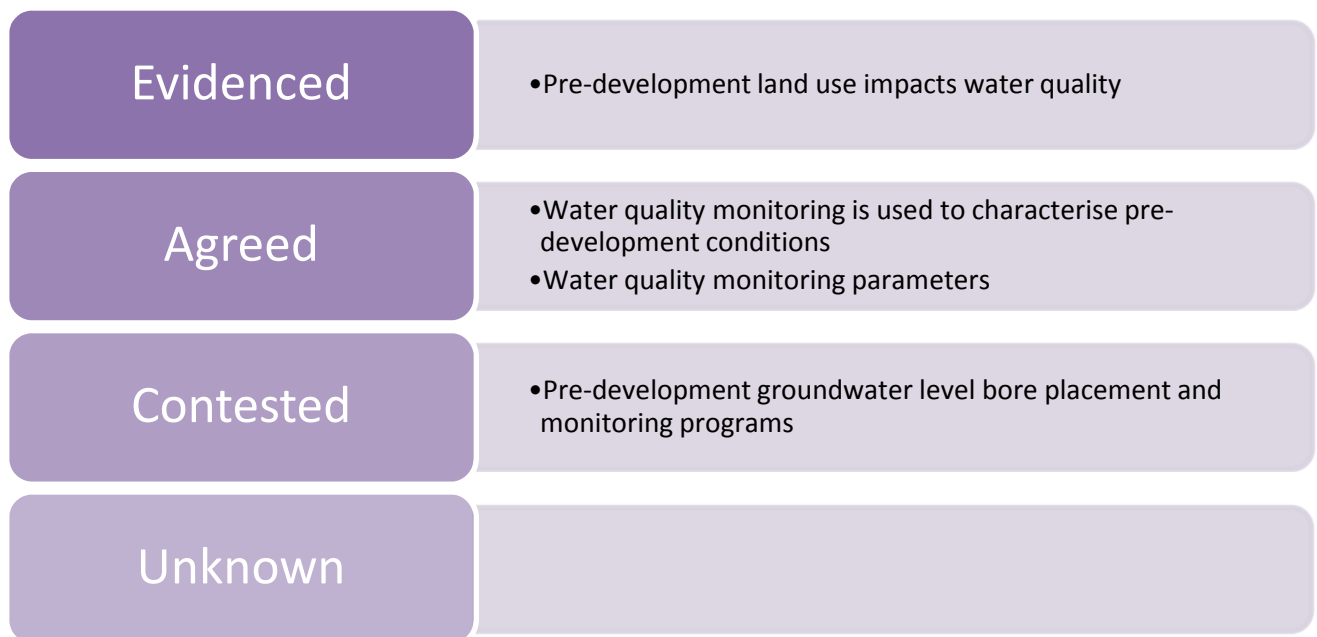 Evidenced
•Pre-development land use impacts water quality
Agreed
•Water quality monitoring is used to characterise pre-
development conditions
•Water quality monitoring parameters
Contested
•Pre-development groundwater level bore placement and
monitoring programs
Unknown